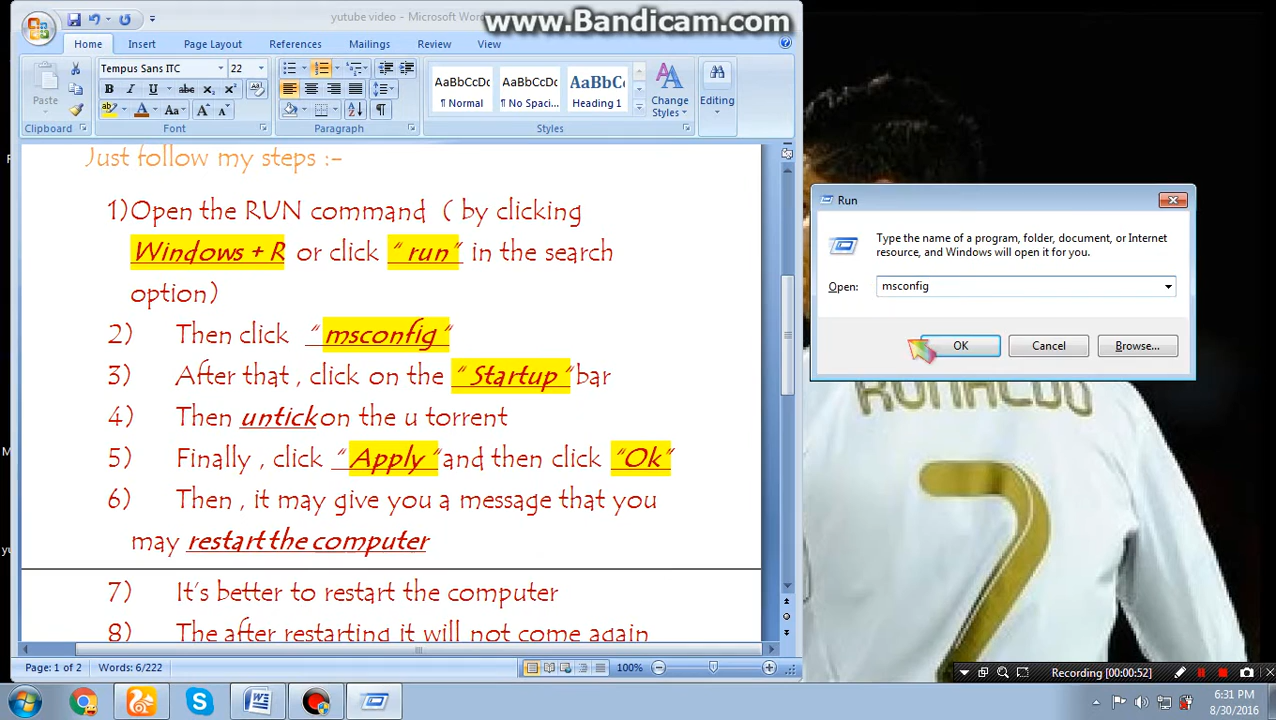 yutube video - Microsoft Wor
www.Bandicam.com
Home Insert Page Layout References Mailings Review View
Paste
Tempus Sans ITC 22
AaBbCcDc AaBbCcDc AaBbC
¶ Normal ¶ No Spaci... Heading 1
Change Styles
Editing
Clipboard Font Paragraph Styles
Just follow my steps :-
1)Open the RUN command ( by clicking
Windows + R or click " run" in the search
option)
2) Then click " msconfig "
3) After that , click on the " Startup " bar
4) Then untick on the u torrent
5) Finally , click " Apply " and then click "Ok"
6) Then , it may give you a message that you
may restart the computer
7) It's better to restart the computer
8) The after restarting it will not come again
Page: 1 of 2 Words: 6/222 100%
Run
Type the name of a program, folder, document, or Internet
resource, and Windows will open it for you.
Open: msconfig
OK Cancel Browse...
RONALDO
7
Recording [00:00:52]
6:31 PM
8/30/2016